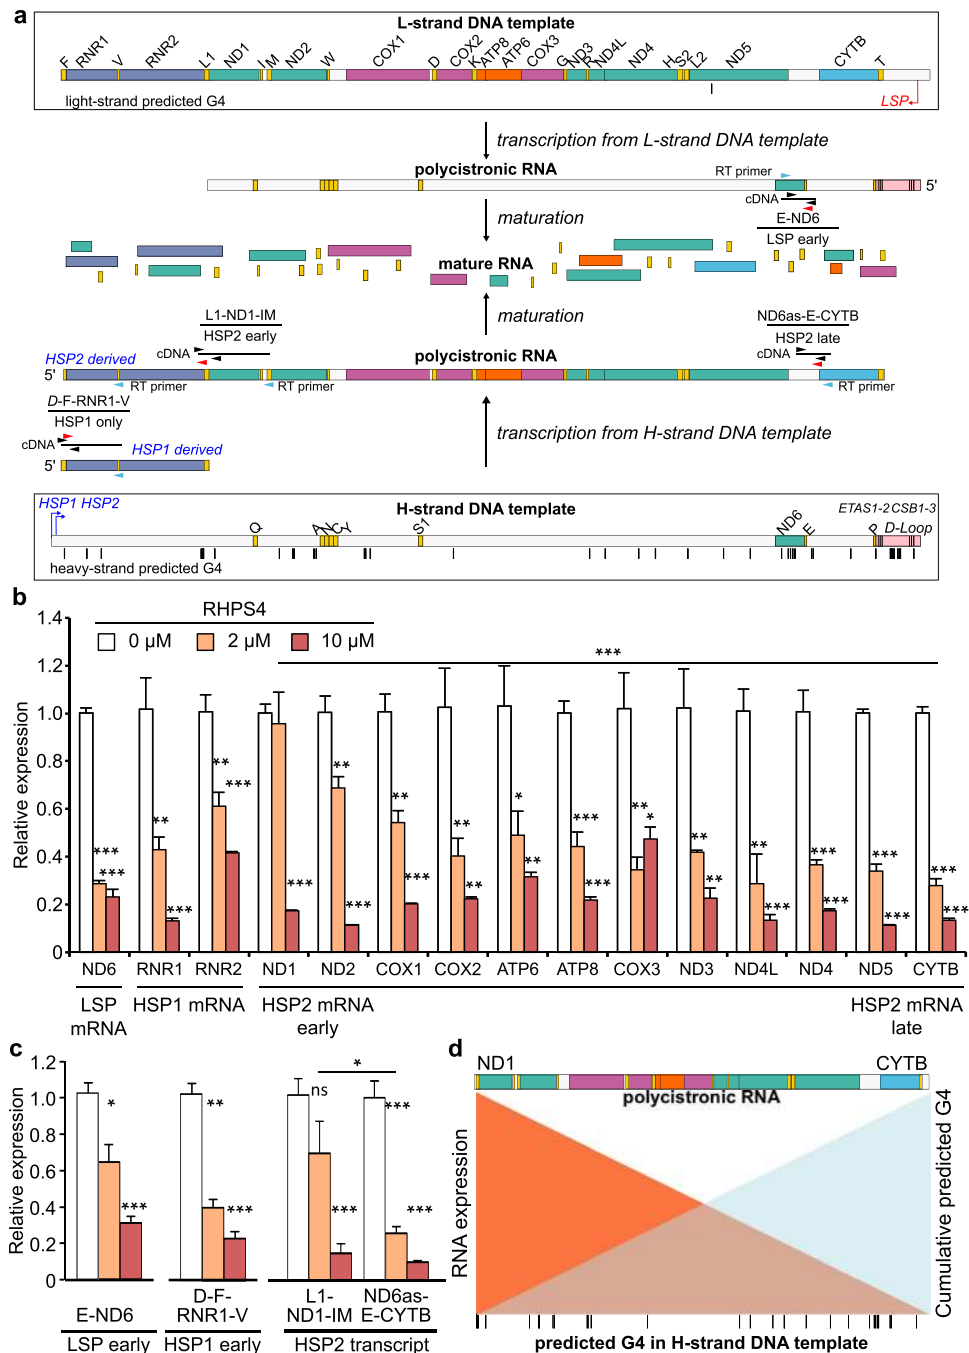 a
L-strand DNA template
F RNR1 V RNR2 L1 ND1 I M ND2 W COX1 D COX2 K ATP8 ATP6 COX3 G ND3 R ND4L ND4 H S2 L2 ND5 CYTB T
light-strand predicted G4
LSP
transcription from L-strand DNA template
polycistronic RNA
RT primer
5'
cDNA
maturation
E-ND6
LSP early
mature RNA
maturation
L1-ND1-IM
HSP2 early
ND6as-E-CYTB
HSP2 late
HSP2 derived
cDNA
polycistronic RNA
cDNA
5'
RT primer
RT primer
RT primer
D-F-RNR1-V
HSP1 only
cDNA
HSP1 derived
transcription from H-strand DNA template
5'
HSP1 HSP2
H-strand DNA template
ETAS1-2 CSB1-3
Q A N C Y S1 ND6 E P D-Loop
heavy-strand predicted G4
b
RHPS4
0 µM 2 µM 10 µM
Relative expression
1.4
1.2
1.0
0.8
0.6
0.4
0.2
0
***
*** *** ** *** ** *** *** ** *** ** *** ** ** * ** *** *** ** * ** ** ** *** *** *** *** *** *** ***
ND6 RNR1 RNR2 ND1 ND2 COX1 COX2 ATP6 ATP8 COX3 ND3 ND4L ND4 ND5 CYTB
LSP mRNA
HSP1 mRNA
HSP2 mRNA early
HSP2 mRNA late
c
Relative expression
1.2
1.0
0.8
0.6
0.4
0.2
0
*
* *** ** *** ns *** *** ***
E-ND6
D-F-RNR1-V
L1-ND1-IM
ND6as-E-CYTB
LSP early
HSP1 early
HSP2 transcript
d
ND1
CYTB
polycistronic RNA
RNA expression
Cumulative predicted G4
predicted G4 in H-strand DNA template